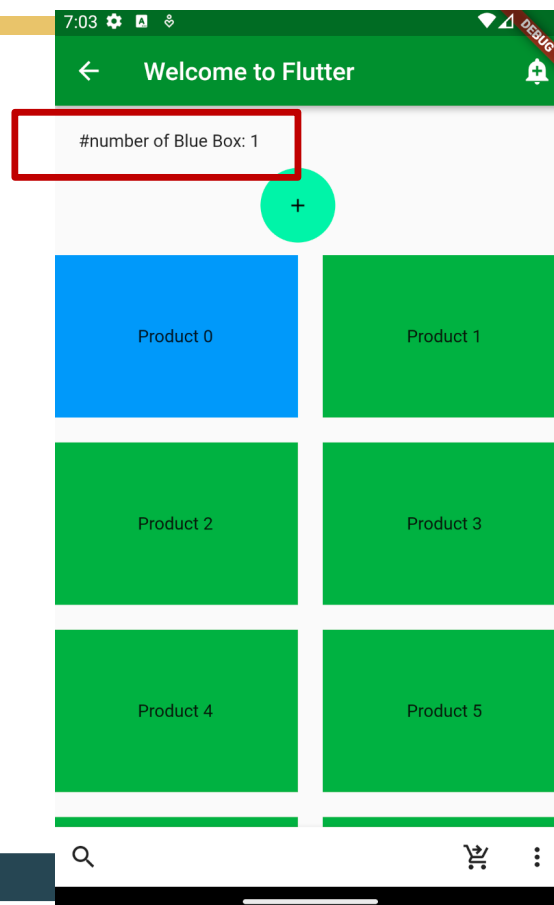 7:03
DEBUG
Welcome to Flutter
#number of Blue Box: 1
+
Product 0
Product 1
Product 2
Product 3
Product 4
Product 5